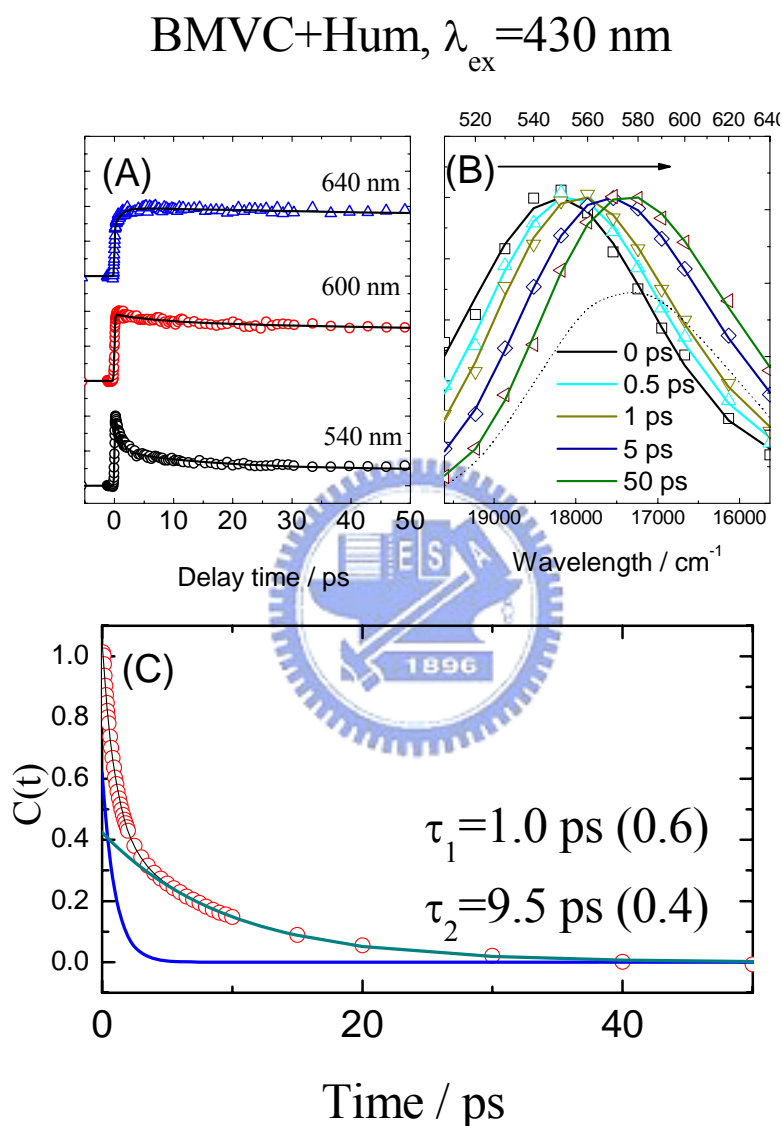 BMVC+Hum, λex=430 nm
520 540 560 580 600 620 640
(A)
(B)
640 nm
600 nm
540 nm
0 ps
0.5 ps
1 ps
5 ps
50 ps
0 10 20 30 40 50
19000 18000 17000 16000
Delay time / ps
Wavelength / cm-1
ES A
1896
(C)
1.0
0.8
0.6
0.4
0.2
0.0
C(t)
τ1=1.0 ps (0.6)
τ2=9.5 ps (0.4)
0 20 40
Time / ps